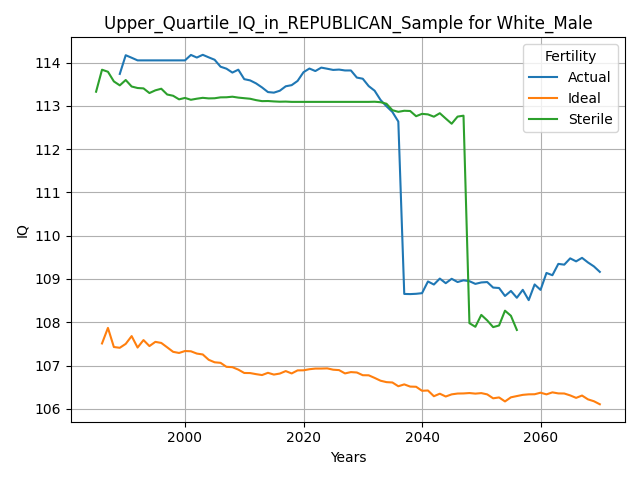 Upper_Quartile_IQ_in_REPUBLICAN_Sample for White_Male
Fertility
Actual
Ideal
Sterile
IQ
114
113
112
111
110
109
108
107
106
2000
2020
2040
2060
Years